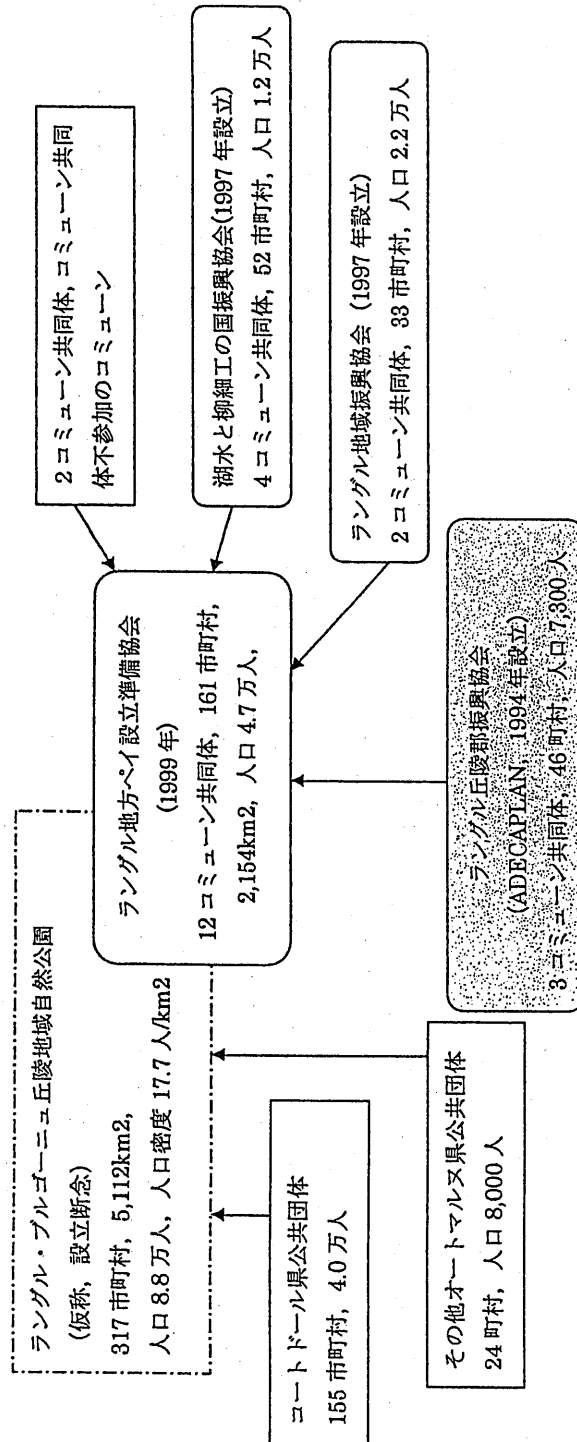 ラングル・ブルゴーニュ丘陵地域自然公園
(仮称，設立断念)
317 市町村，5,112km2，
人口 8.8 万人，人口密度 17.7 人/km2
ラングル地方ペイ設立準備協会
(1999 年)
12 コミューン共同体， 161 市町村，
2,154km2，人口 4.7 万人，
2 コミューン共同体, コミューン共同
体不参加のコミューン
湖水と柳細工の国振興協会(1997 年設立)
4 コミューン共同体，52 市町村，人口 1.2 万人
ラングル地域振興協会（1997 年設立）
2 コミューン共同体，33 市町村，人口 2.2 万人
ラングル丘陵郡振興協会
(ADECAPLAN，1994 年設立)
3 コミューン共同体，46 町村，人口 7,300 人
コートドール県公共団体
155 市町村，4.0 万人
その他オートマルヌ県公共団体
24 町村，人口 8,000 人